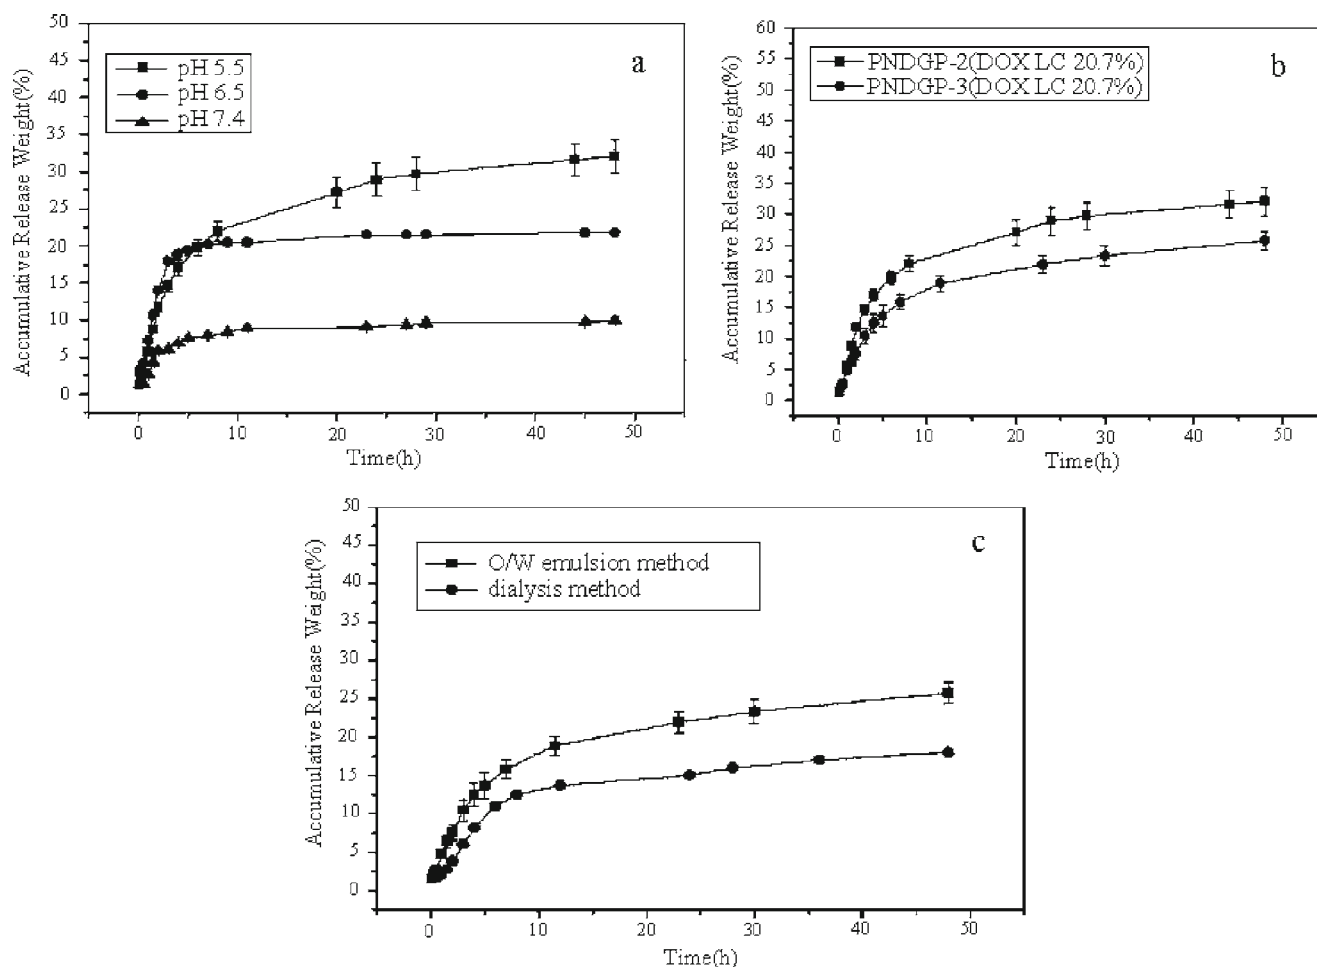 a
pH 5.5
pH 6.5
pH 7.4
Accumulative Release Weight(%)
50
45
40
35
30
25
20
15
10
5
0
0 10 20 30 40 50
Time(h)
b
PNDGP-2(DOX LC 20.7%)
PNDGP-3(DOX LC 20.7%)
Accumulative Release Weight(%)
60
55
50
45
40
35
30
25
20
15
10
5
0
0 10 20 30 40 50
Time(h)
c
O/W emulsion method
dialysis method
Accumulative Release Weight(%)
50
45
40
35
30
25
20
15
10
5
0
0 10 20 30 40 50
Time(h)